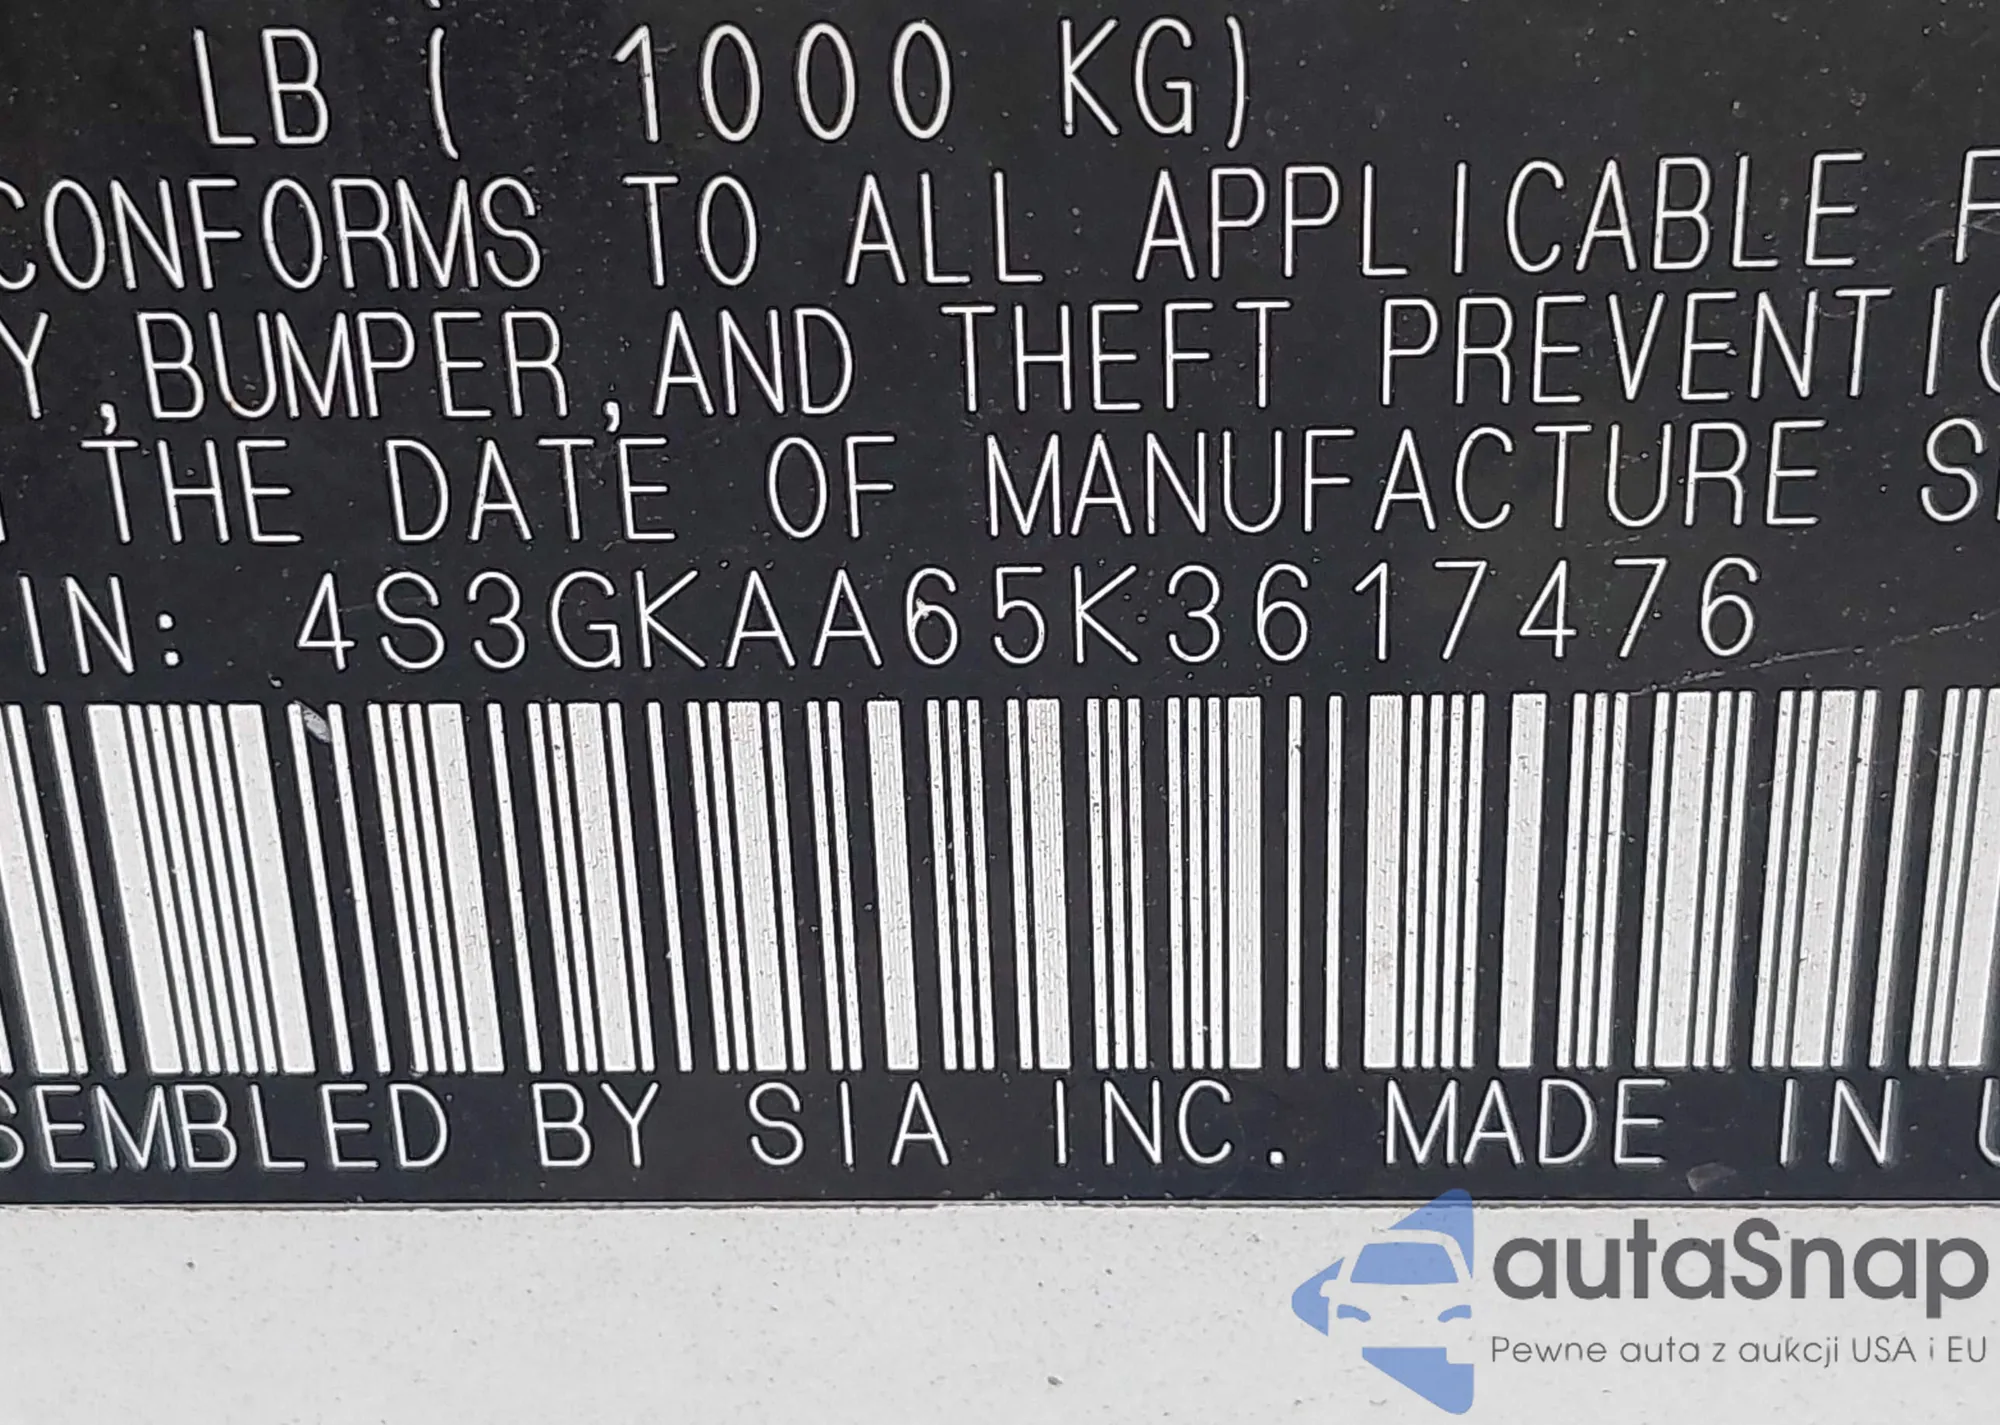 LB ( 1000 KG)
CONFORMS TO ALL APPLICABLE F
Y,BUMPER,AND THEFT PREVENTIO
THE DATE OF MANUFACTURE S
IN: 4S3GKAA65K3617476
SEMBLED BY SIA INC. MADE IN U
autaSnap
Pewne auta z aukcji USA i EU